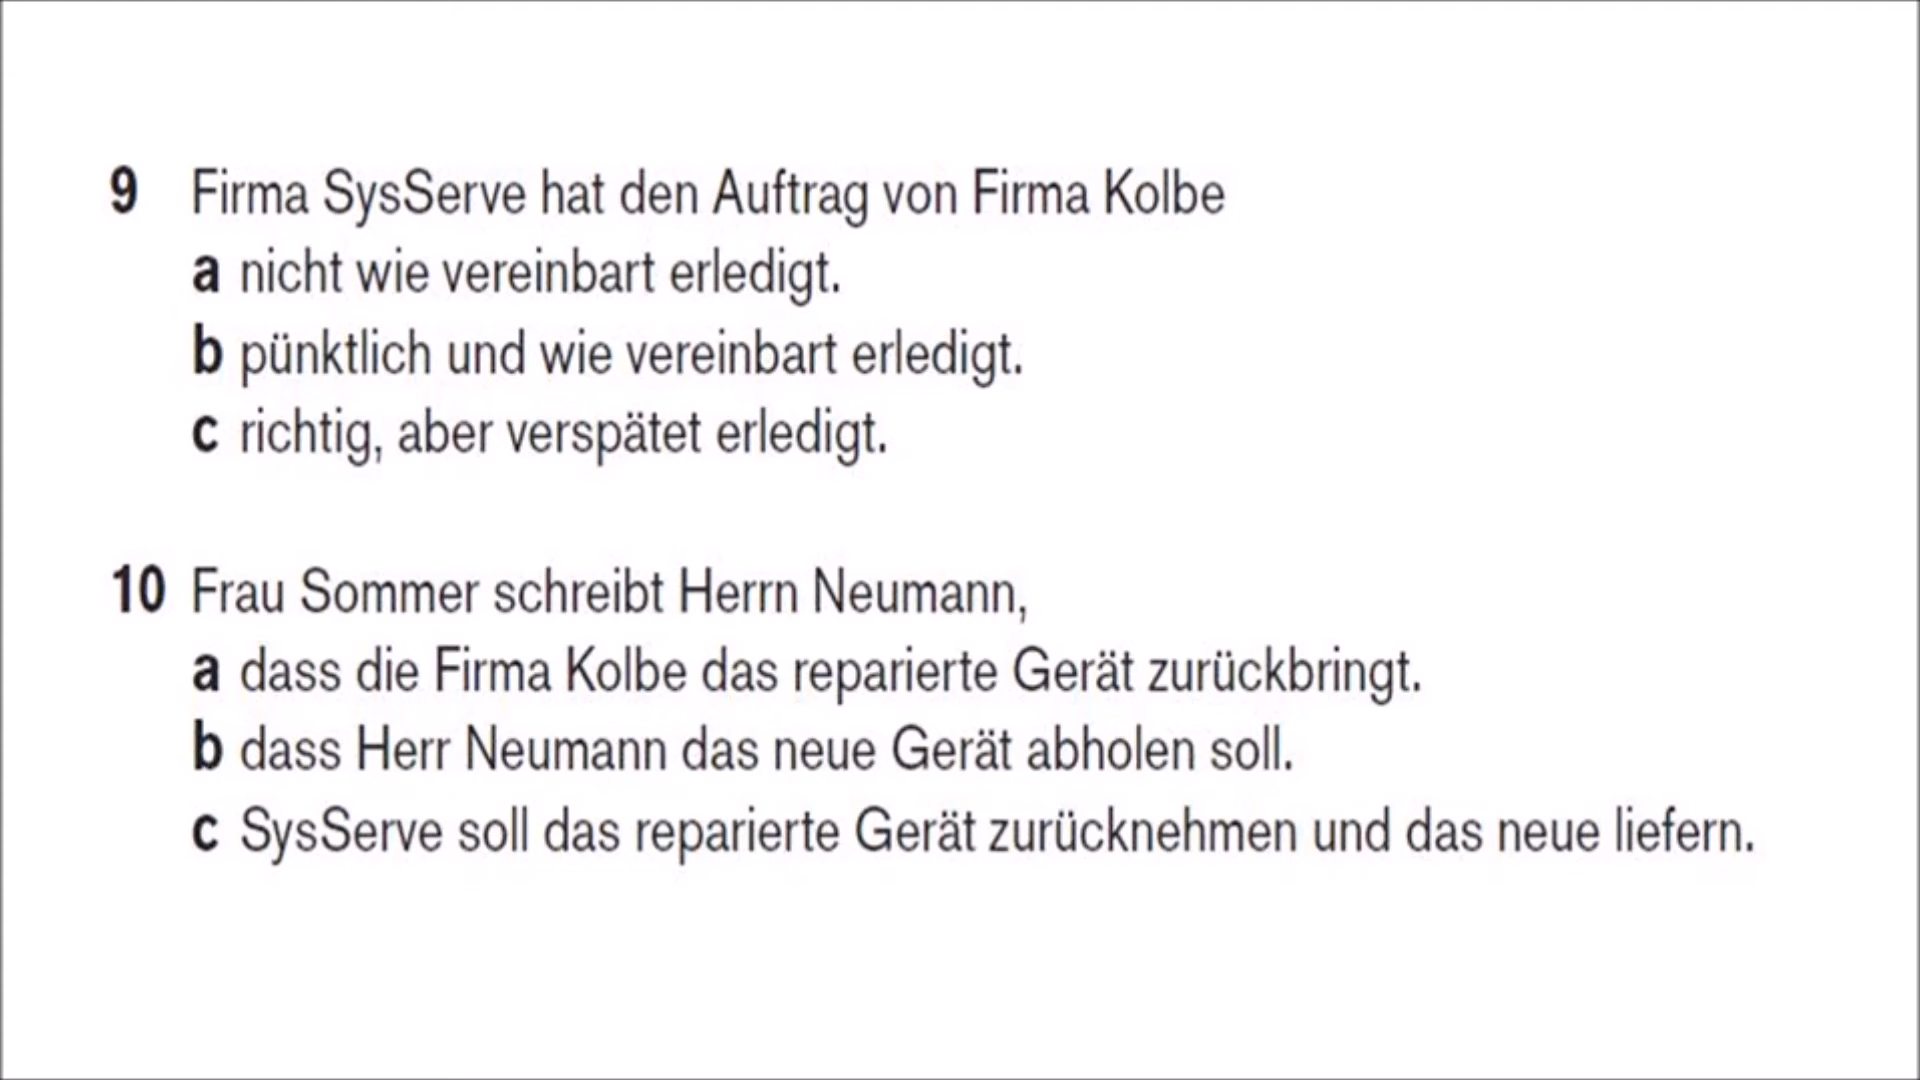 9 Firma SysServe hat den Auftrag von Firma Kolbe
a nicht wie vereinbart erledigt.
b pünktlich und wie vereinbart erledigt.
c richtig, aber verspätet erledigt.
10 Frau Sommer schreibt Herrn Neumann,
a dass die Firma Kolbe das reparierte Gerät zurückbringt.
b dass Herr Neumann das neue Gerät abholen soll.
c SysServe soll das reparierte Gerät zurücknehmen und das neue liefern.